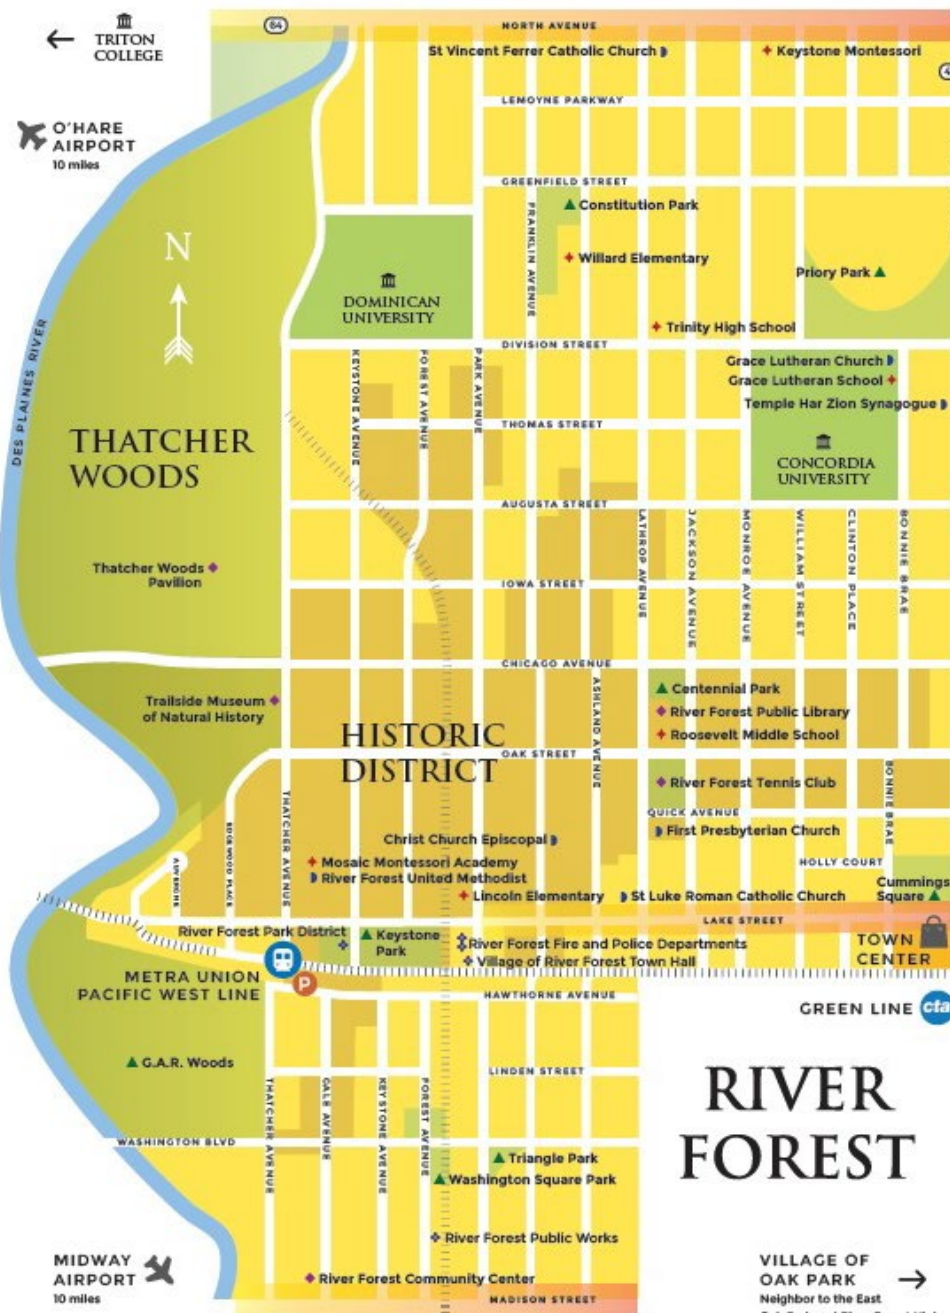 NORTH AVENUE
64
TRITON
COLLEGE
St Vincent Ferrer Catholic Church
Keystone Montessori
LEMOYNE PARKWAY
O'HARE
AIRPORT
10 miles
GREENFIELD STREET
Constitution Park
FRANKLIN AVENUE
N
Willard Elementary
Priory Park
DOMINICAN
UNIVERSITY
Trinity High School
DES PLAINES RIVER
DIVISION STREET
KEYSTONE AVENUE
FOREST AVENUE
PARK AVENUE
Grace Lutheran Church
Grace Lutheran School
Temple Har Zion Synagogue
THOMAS STREET
THATCHER
WOODS
CONCORDIA
UNIVERSITY
AUGUSTA STREET
LATHROP AVENUE
JACKSON AVENUE
MONROE AVENUE
WILLIAM STREET
CLINTON PLACE
BONNIE BRAE
Thatcher Woods
Pavilion
IOWA STREET
CHICAGO AVENUE
ASHLAND AVENUE
Centennial Park
Trailside Museum
of Natural History
River Forest Public Library
Roosevelt Middle School
HISTORIC
DISTRICT
OAK STREET
BONNIE BRAE
River Forest Tennis Club
THATCHER AVENUE
QUICK AVENUE
EDGEWOOD PLACE
First Presbyterian Church
Christ Church Episcopal
AUVERGNE
Mosaic Montessori Academy
HOLLY COURT
River Forest United Methodist
Cummings
Square
Lincoln Elementary
St Luke Roman Catholic Church
LAKE STREET
River Forest Park District
Keystone
Park
River Forest Fire and Police Departments
Village of River Forest Town Hall
TOWN
CENTER
METRA UNION
PACIFIC WEST LINE
P
HAWTHORNE AVENUE
GREEN LINE
cta
G.A.R. Woods
LINDEN STREET
RIVER
FOREST
THATCHER AVENUE
GALE AVENUE
KEYSTONE AVENUE
FOREST AVENUE
WASHINGTON BLVD
Triangle Park
Washington Square Park
River Forest Public Works
MIDWAY
AIRPORT
10 miles
River Forest Community Center
MADISON STREET
VILLAGE OF
OAK PARK
Neighbor to the East